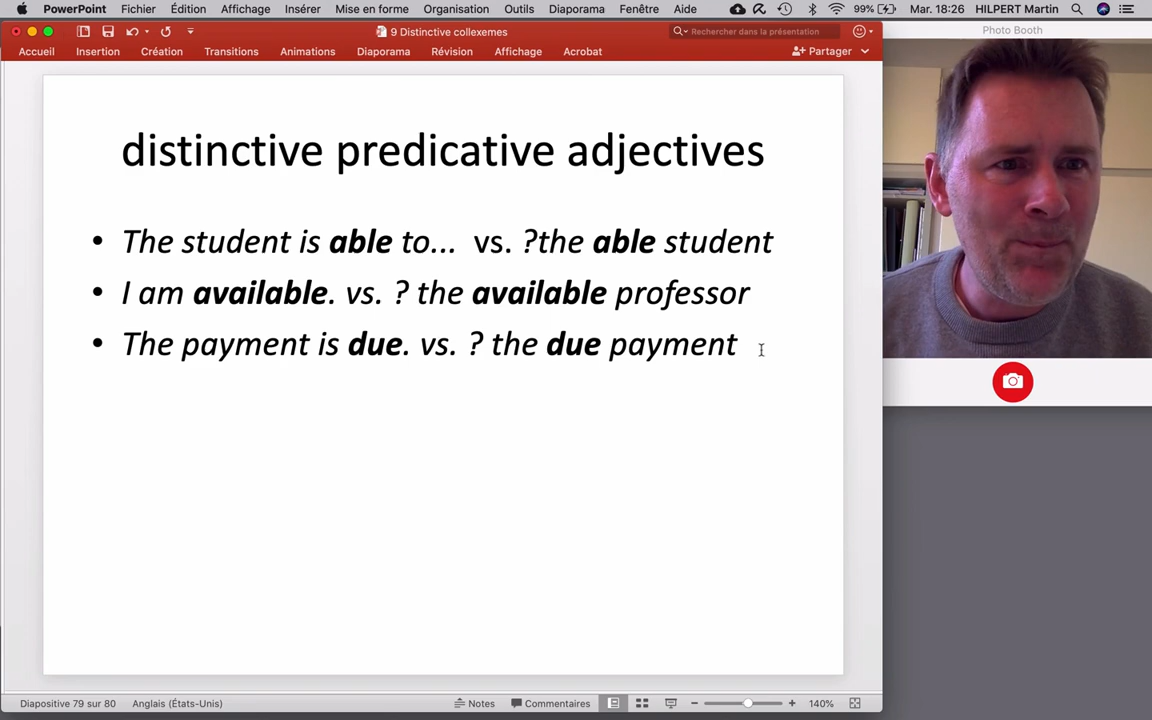 PowerPoint Fichier Édition Affichage Insérer Mise en forme Organisation Outils Diaporama Fenêtre Aide 99% Mar. 18:26 HILPERT Martin
9 Distinctive collexemes
Rechercher dans la présentation
Photo Booth
Accueil Insertion Création Transitions Animations Diaporama Révision Affichage Acrobat Partager
distinctive predicative adjectives
• The student is able to... vs. ?the able student
• I am available. vs. ? the available professor
• The payment is due. vs. ? the due payment
Diapositive 79 sur 80 Anglais (États-Unis) Notes Commentaires 140%